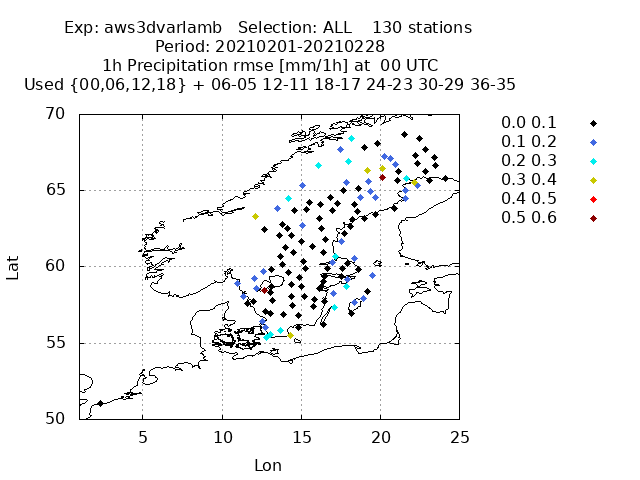 Exp: aws3dvarlamb   Selection: ALL    130 stations
Period: 20210201-20210228
1h Precipitation rmse [mm/1h] at  00 UTC
Used {00,06,12,18} + 06-05 12-11 18-17 24-23 30-29 36-35
70
65
60
55
50
Lat
5
10
15
20
25
Lon
0.0 0.1
0.1 0.2
0.2 0.3
0.3 0.4
0.4 0.5
0.5 0.6